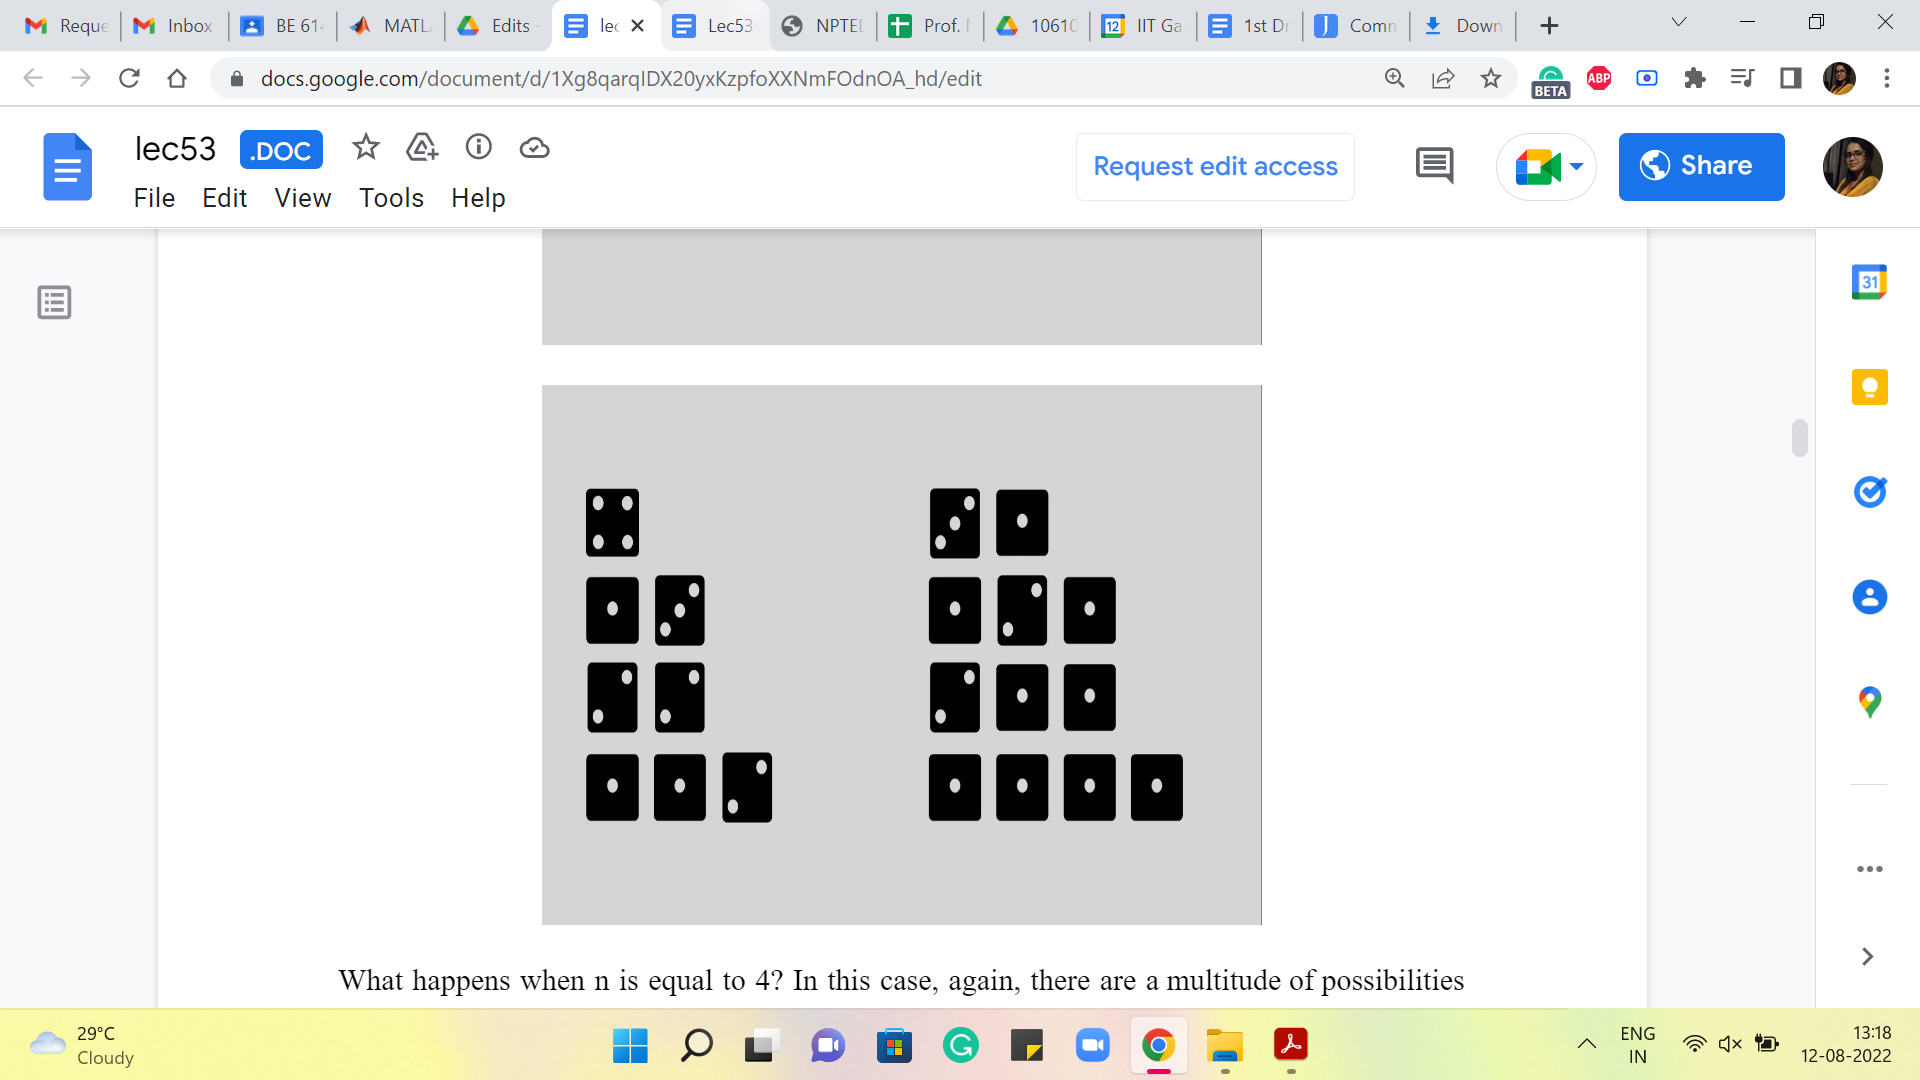 Reque Inbox BE 614 MATL Edits - lec Lec53 NPTEL Prof. 10610 12 IIT Ga 1st Dr J Comm Down
docs.google.com/document/d/1Xg8qarqIDX20yxKzpfoXXNmFOdnOA_hd/edit BETA ABP
lec53 .DOC
File Edit View Tools Help
Request edit access
Share
31
What happens when n is equal to 4? In this case, again, there are a multitude of possibilities
29°C
Cloudy
ENG
IN
13:18
12-08-2022